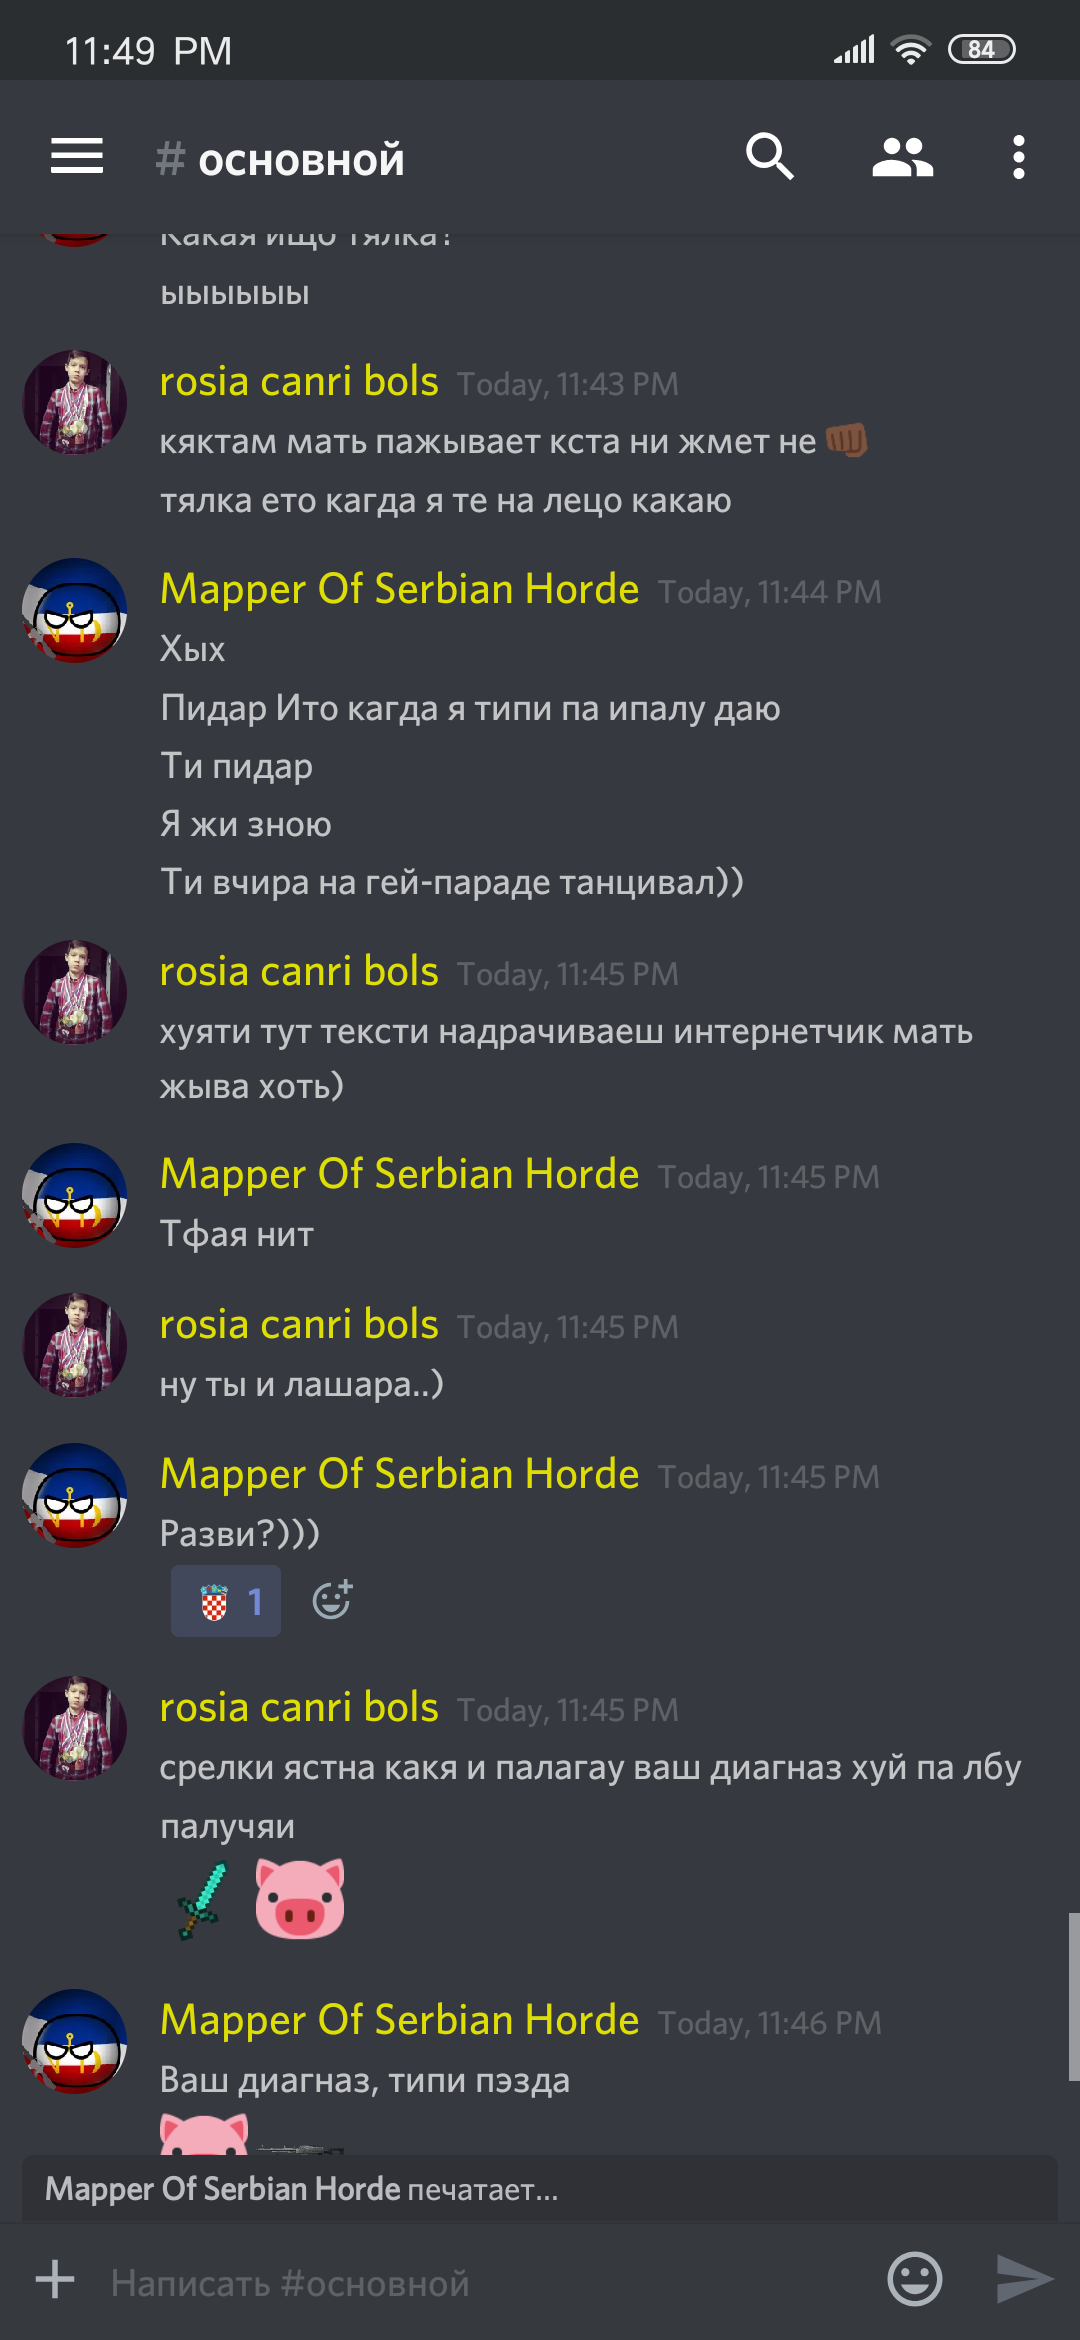 11:49 PM
84
# основной
Какая ищо тялка?
ыыыыыы
rosia canri bols Today, 11:43 PM
кяктам мать пажывает кста ни жмет не
тялка ето кагда я те на лецо какаю
Mapper Of Serbian Horde Today, 11:44 PM
Хых
Пидар Ито кагда я типи па ипалу даю
Ти пидар
Я жи зною
Ти вчира на гей-параде танцивал))
rosia canri bols Today, 11:45 PM
хуяти тут тексти надрачиваеш интернетчик мать
жыва хоть)
Mapper Of Serbian Horde Today, 11:45 PM
Тфая нит
rosia canri bols Today, 11:45 PM
ну ты и лашара..)
Mapper Of Serbian Horde Today, 11:45 PM
Разви?)))
1
rosia canri bols Today, 11:45 PM
срелки ястна какя и палагау ваш диагназ хуй па лбу
палучяи
Mapper Of Serbian Horde Today, 11:46 PM
Ваш диагназ, типи пэзда
Mapper Of Serbian Horde печатает...
Написать #основной